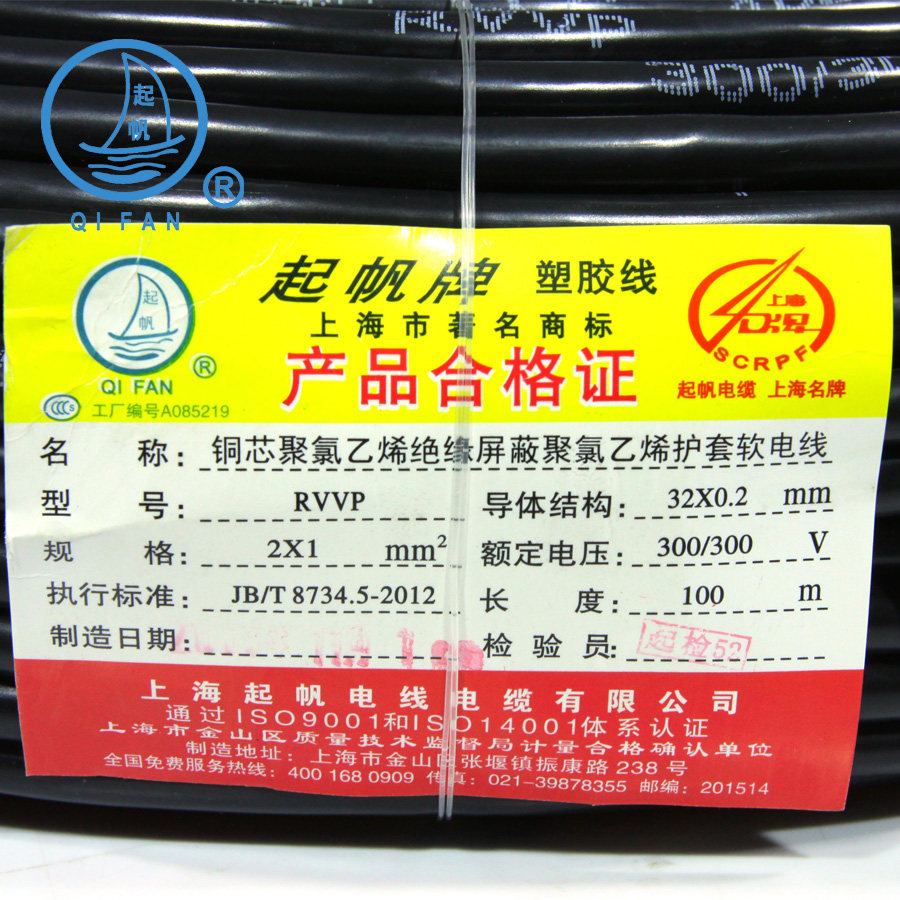 RVVP
300/3
起帆
QI FAN ®
起帆牌 塑胶线
上海市著名商标
产品合格证
起帆
QI FAN ®
CCC S 工厂编号A085219
上海
名牌
SCRPF
起帆电缆 上海名牌
名 称: 铜芯聚氯乙烯绝缘屏蔽聚氯乙烯护套软电线
型 号: RVVP 导体结构: 32X0.2 mm
规 格: 2X1 mm² 额定电压: 300/300 V
执行标准: JB/T 8734.5-2012 长 度: 100 m
制造日期: 检验员: 起检52
上海起帆电线电缆有限公司
通过ISO9001和ISO14001体系认证
上海市金山区质量技术监督局计量合格确认单位
制造地址: 上海市金山区张堰镇振康路238号
全国免费服务热线: 400 168 0909 传真: 021-39878355 邮编: 201514